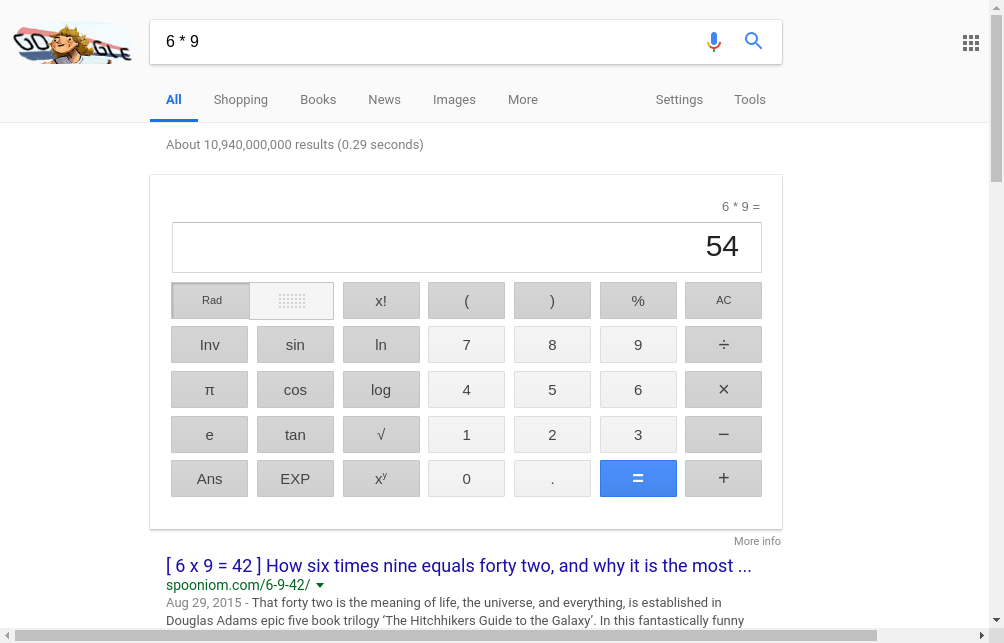 GO GLE
6 * 9
All Shopping Books News Images More Settings Tools
About 10,940,000,000 results (0.29 seconds)
6 * 9 =
54
Rad x! ( ) % AC
Inv sin ln 7 8 9 ÷
π cos log 4 5 6 ×
e tan √ 1 2 3 −
Ans EXP xʸ 0 . = +
More info
[ 6 x 9 = 42 ] How six times nine equals forty two, and why it is the most ...
spooniom.com/6-9-42/
Aug 29, 2015 - That forty two is the meaning of life, the universe, and everything, is established in
Douglas Adams epic five book trilogy ‘The Hitchhikers Guide to the Galaxy’. In this fantastically funny